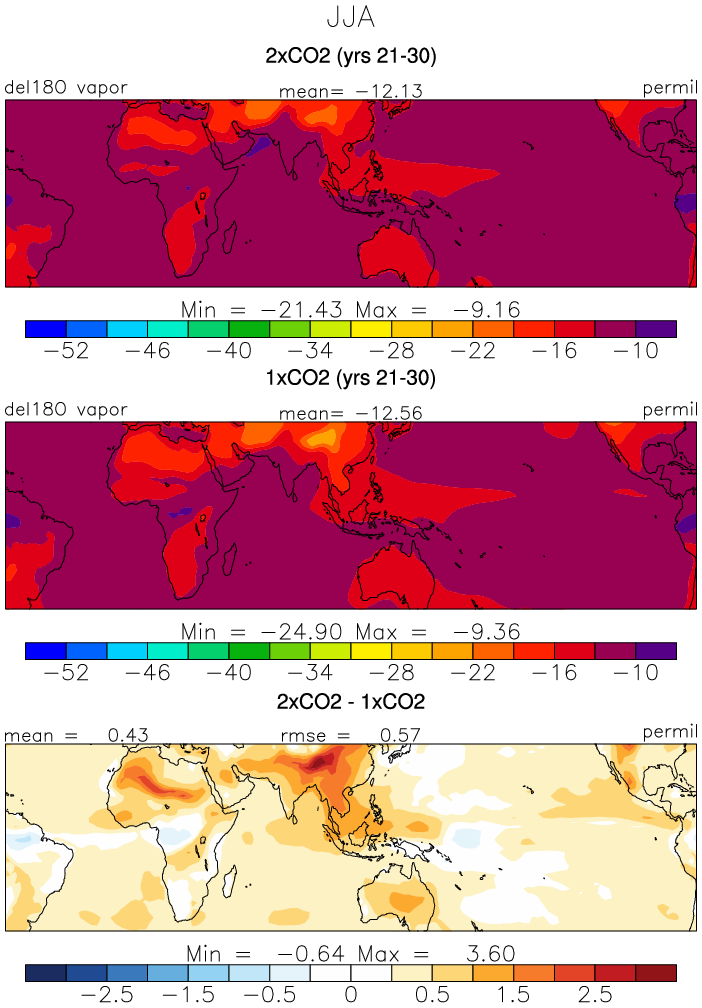 JJA
2xCO2 (yrs 21-30)
del18O vapor mean= −12.13 permil
Min = −21.43 Max = −9.16
−52 −46 −40 −34 −28 −22 −16 −10
1xCO2 (yrs 21-30)
del18O vapor mean= −12.56 permil
Min = −24.90 Max = −9.36
−52 −46 −40 −34 −28 −22 −16 −10
2xCO2 - 1xCO2
mean = 0.43 rmse = 0.57 permil
Min = −0.64 Max = 3.60
−2.5 −1.5 −0.5 0 0.5 1.5 2.5